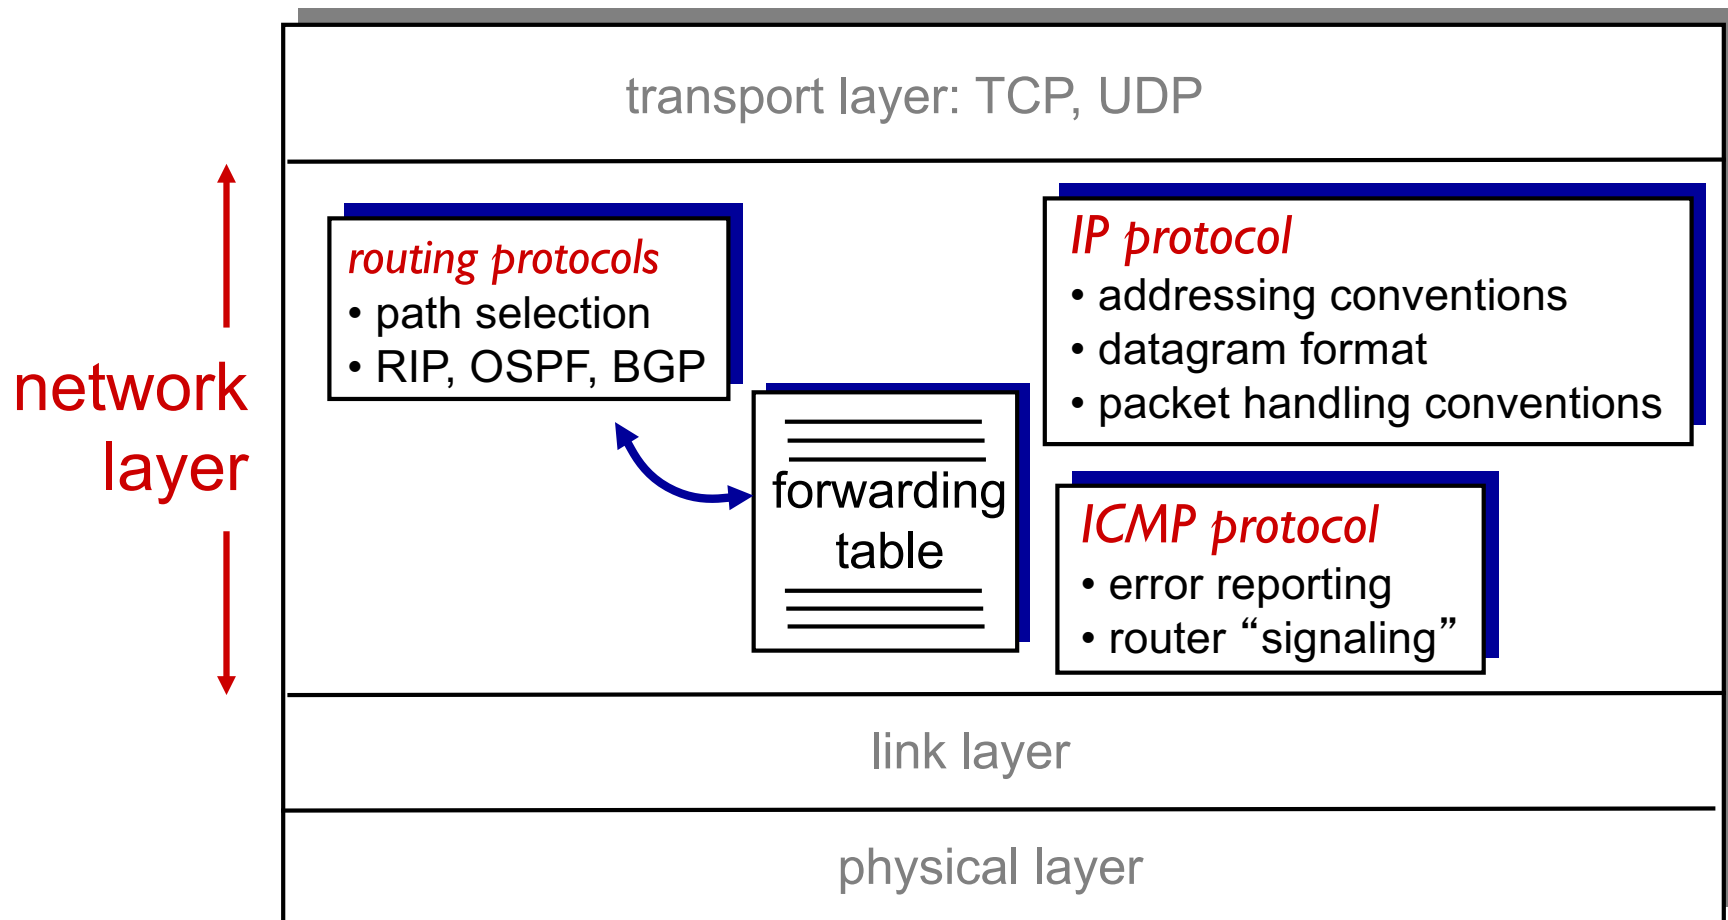 transport layer: TCP, UDP
network
layer
routing protocols
• path selection
• RIP, OSPF, BGP
forwarding
table
IP protocol
• addressing conventions
• datagram format
• packet handling conventions
ICMP protocol
• error reporting
• router “signaling”
link layer
physical layer